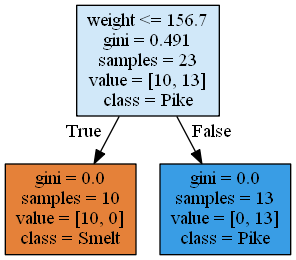 weight <= 156.7
gini = 0.491
samples = 23
value = [10, 13]
class = Pike
True
False
gini = 0.0
samples = 10
value = [10, 0]
class = Smelt
gini = 0.0
samples = 13
value = [0, 13]
class = Pike